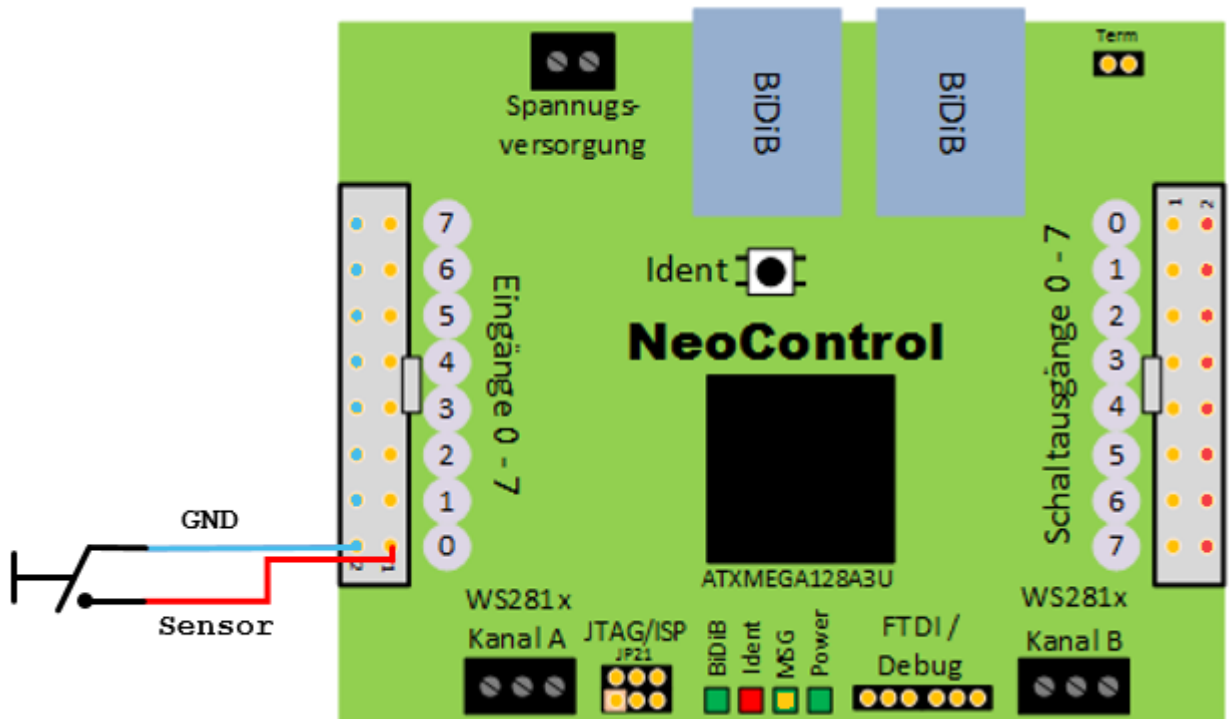 Term
BiDiB
BiDiB
Spannugs-
versorgung
1 2
7
6
5
4
3
2
1
0
Eingänge 0 - 7
Ident
NeoControl
Schaltausgänge 0 - 7
0
1
2
3
4
5
6
7
GND
2 1
Sensor
ATXMEGA128A3U
WS281x
Kanal A
JTAG/ISP
JP21
BiDiB
Ident
MSG
Power
FTDI /
Debug
WS281x
Kanal B